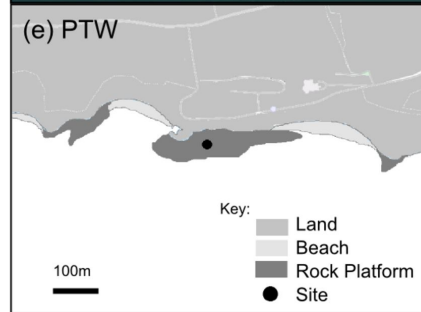 (e) PTW
Key:
Land
Beach
Rock Platform
Site
100m